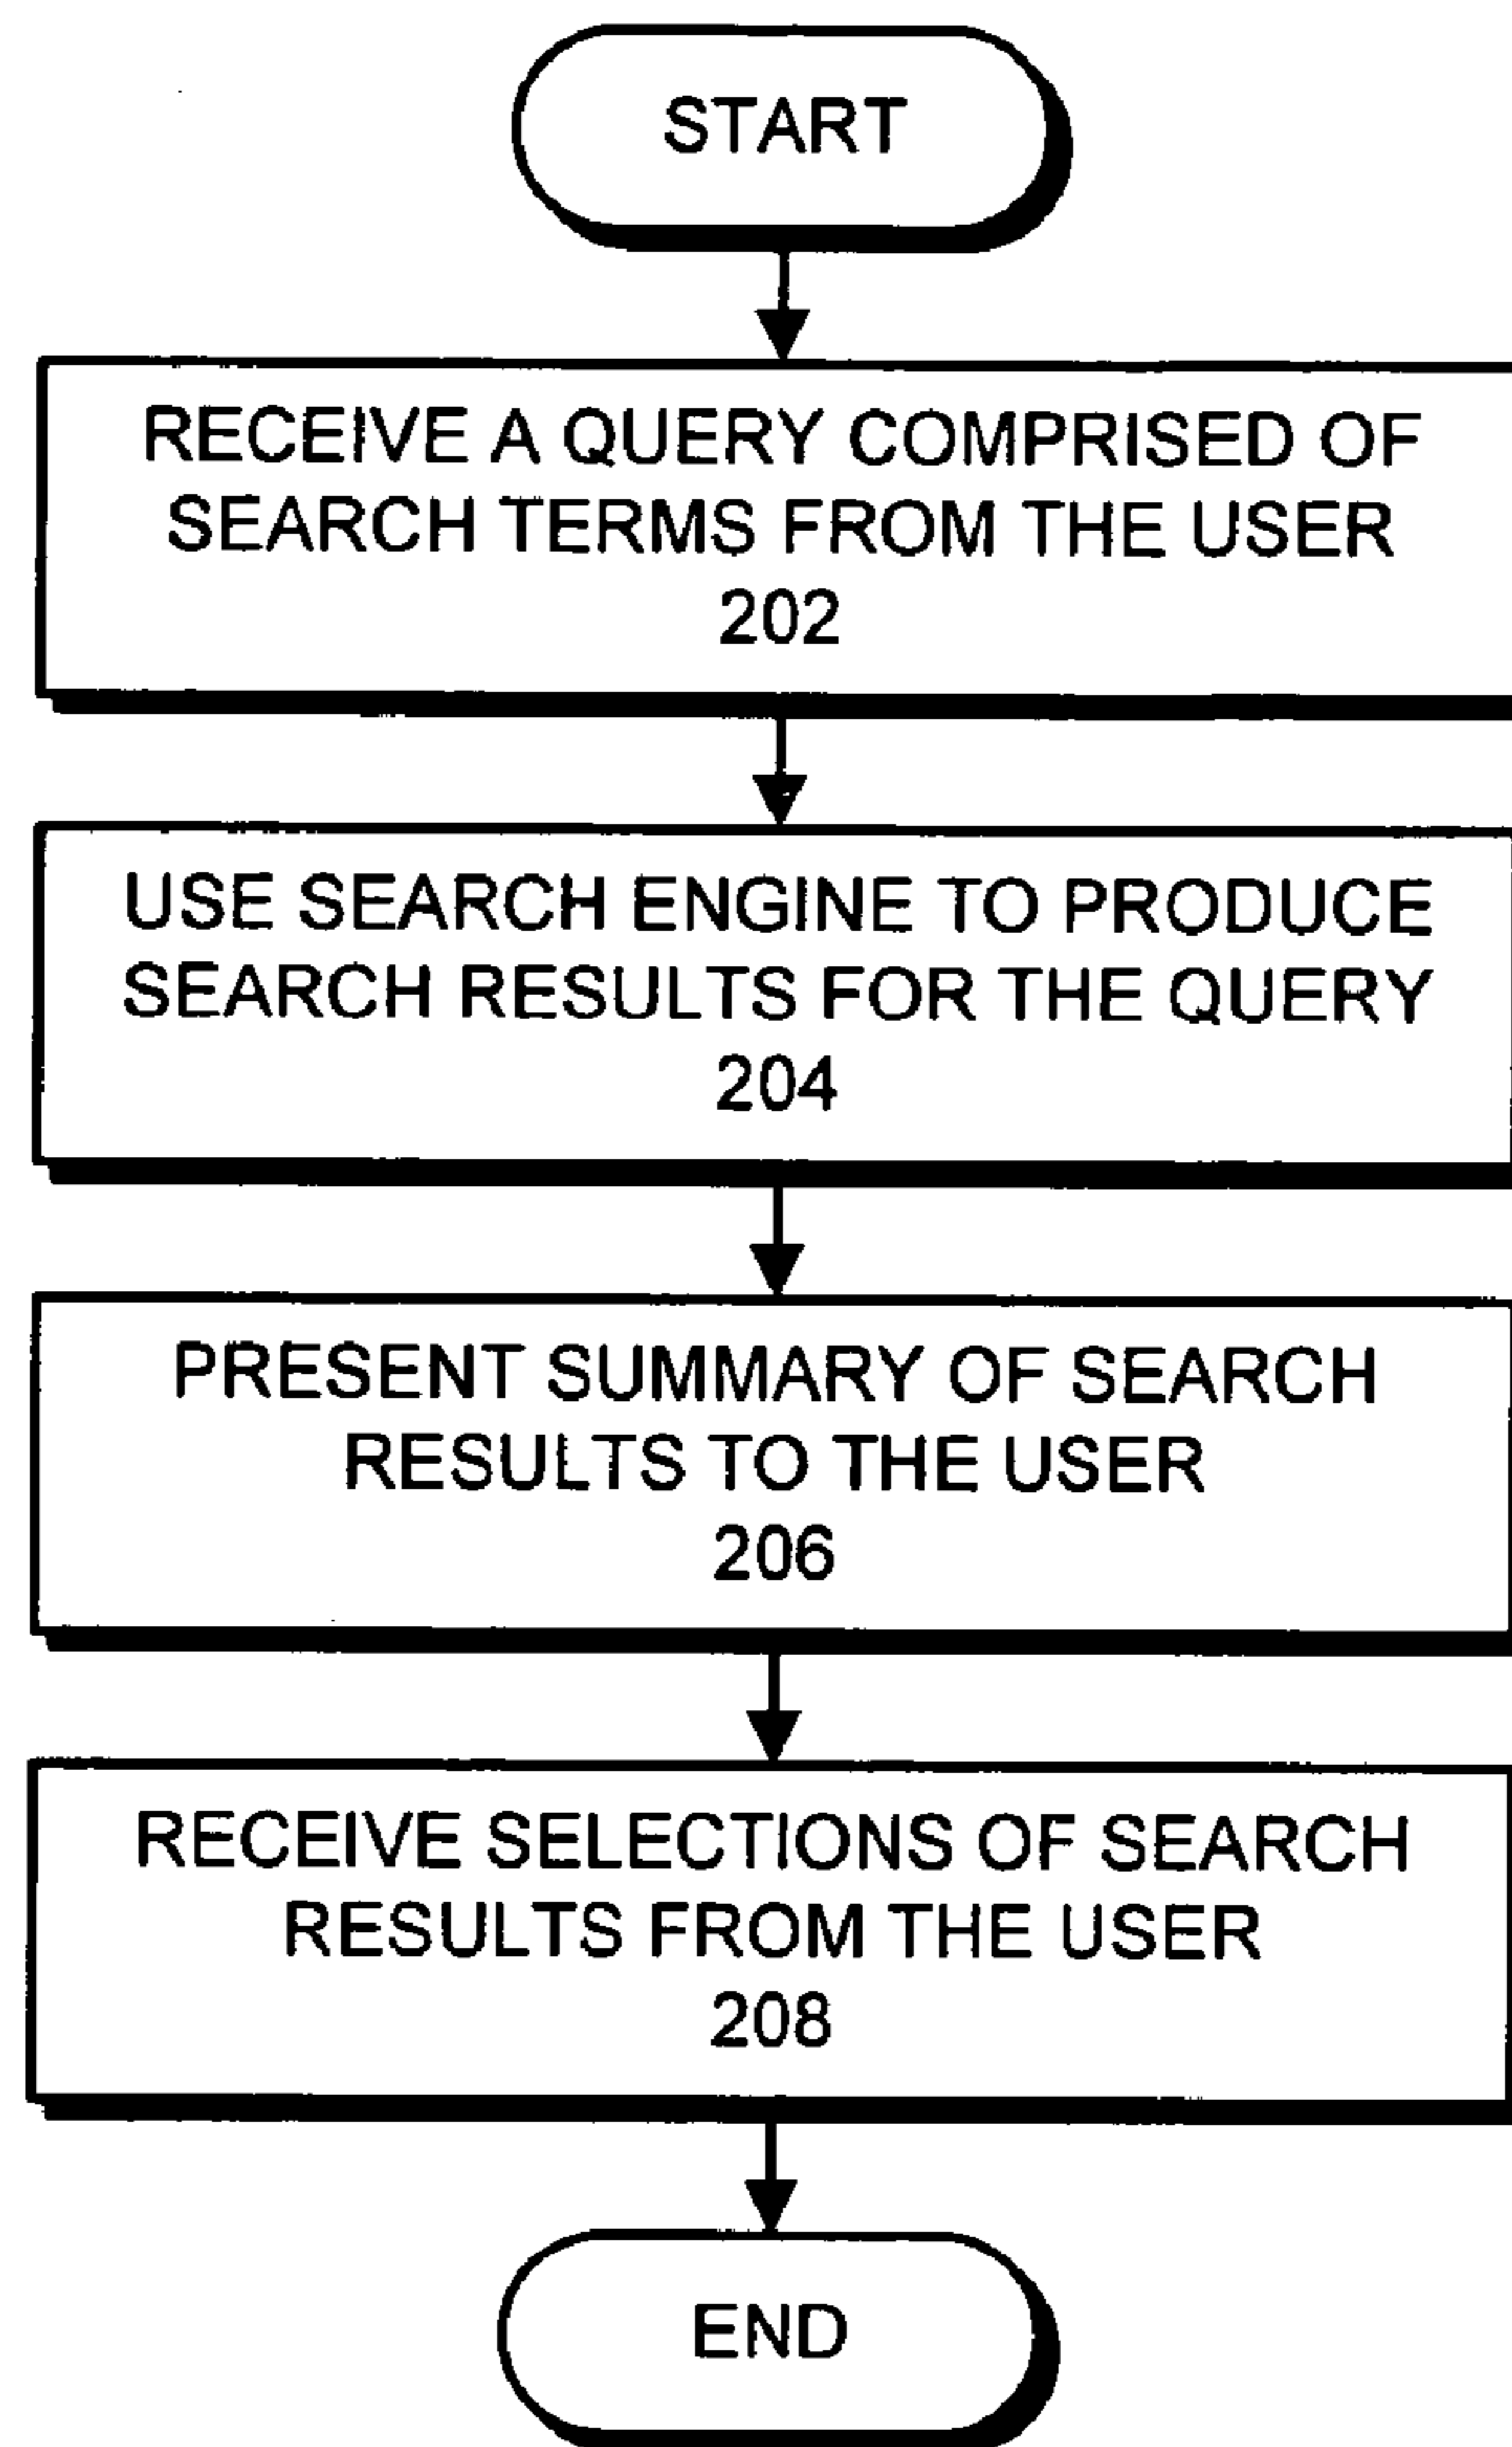 START
RECEIVE A QUERY COMPRISED OF
SEARCH TERMS FROM THE USER
202
USE SEARCH ENGINE TO PRODUCE
SEARCH RESULTS FOR THE QUERY
204
PRESENT SUMMARY OF SEARCH
RESULTS TO THE USER
206
RECEIVE SELECTIONS OF SEARCH
RESULTS FROM THE USER
208
END